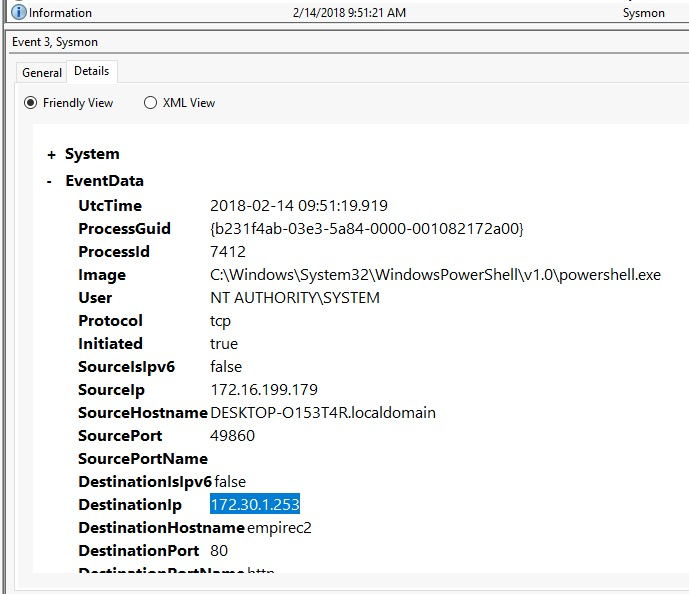 Information 2/14/2018 9:51:21 AM Sysmon
Event 3, Sysmon
General Details
Friendly View XML View
+ System
- EventData
UtcTime 2018-02-14 09:51:19.919
ProcessGuid {b231f4ab-03e3-5a84-0000-001082172a00}
ProcessId 7412
Image C:\Windows\System32\WindowsPowerShell\v1.0\powershell.exe
User NT AUTHORITY\SYSTEM
Protocol tcp
Initiated true
SourceIsIpv6 false
SourceIp 172.16.199.179
SourceHostname DESKTOP-O153T4R.localdomain
SourcePort 49860
SourcePortName
DestinationIsIpv6 false
DestinationIp 172.30.1.253
DestinationHostname empirec2
DestinationPort 80
DestinationPortName http